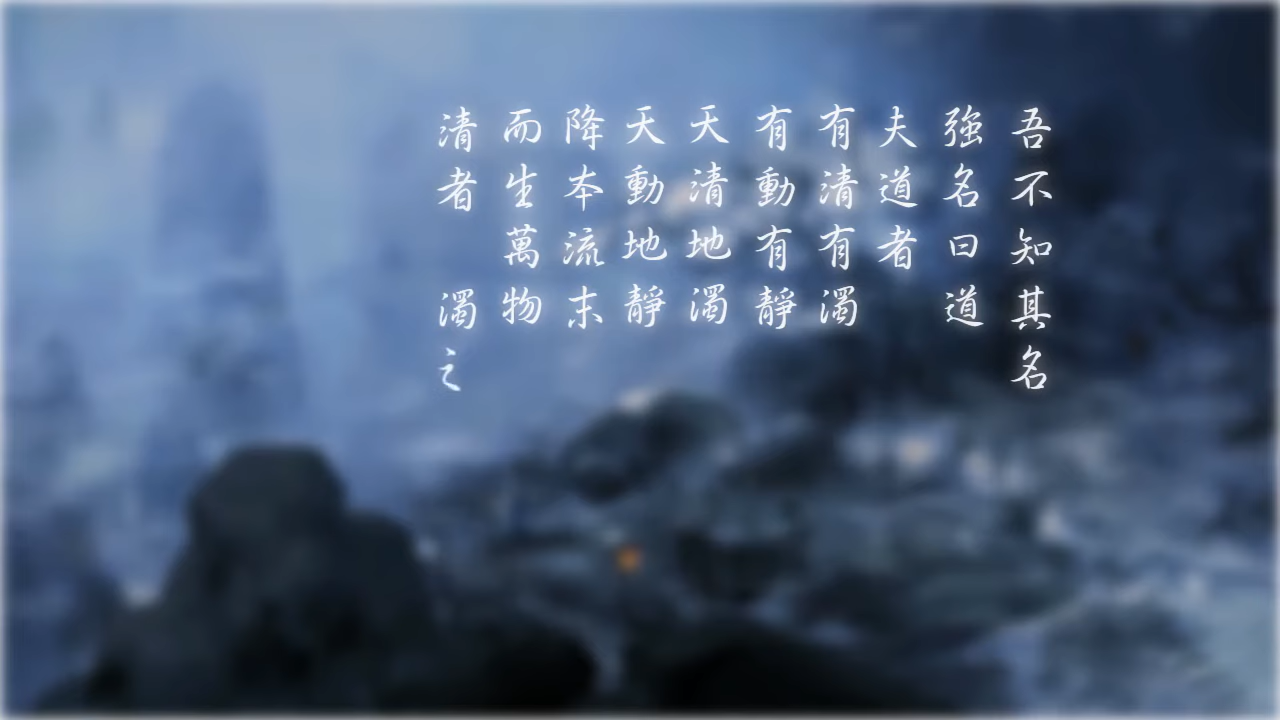 吾不知其名
強名曰道
夫道者
有清有濁
有動有靜
天清地濁
天動地靜
降本流末
而生萬物
清者 濁之